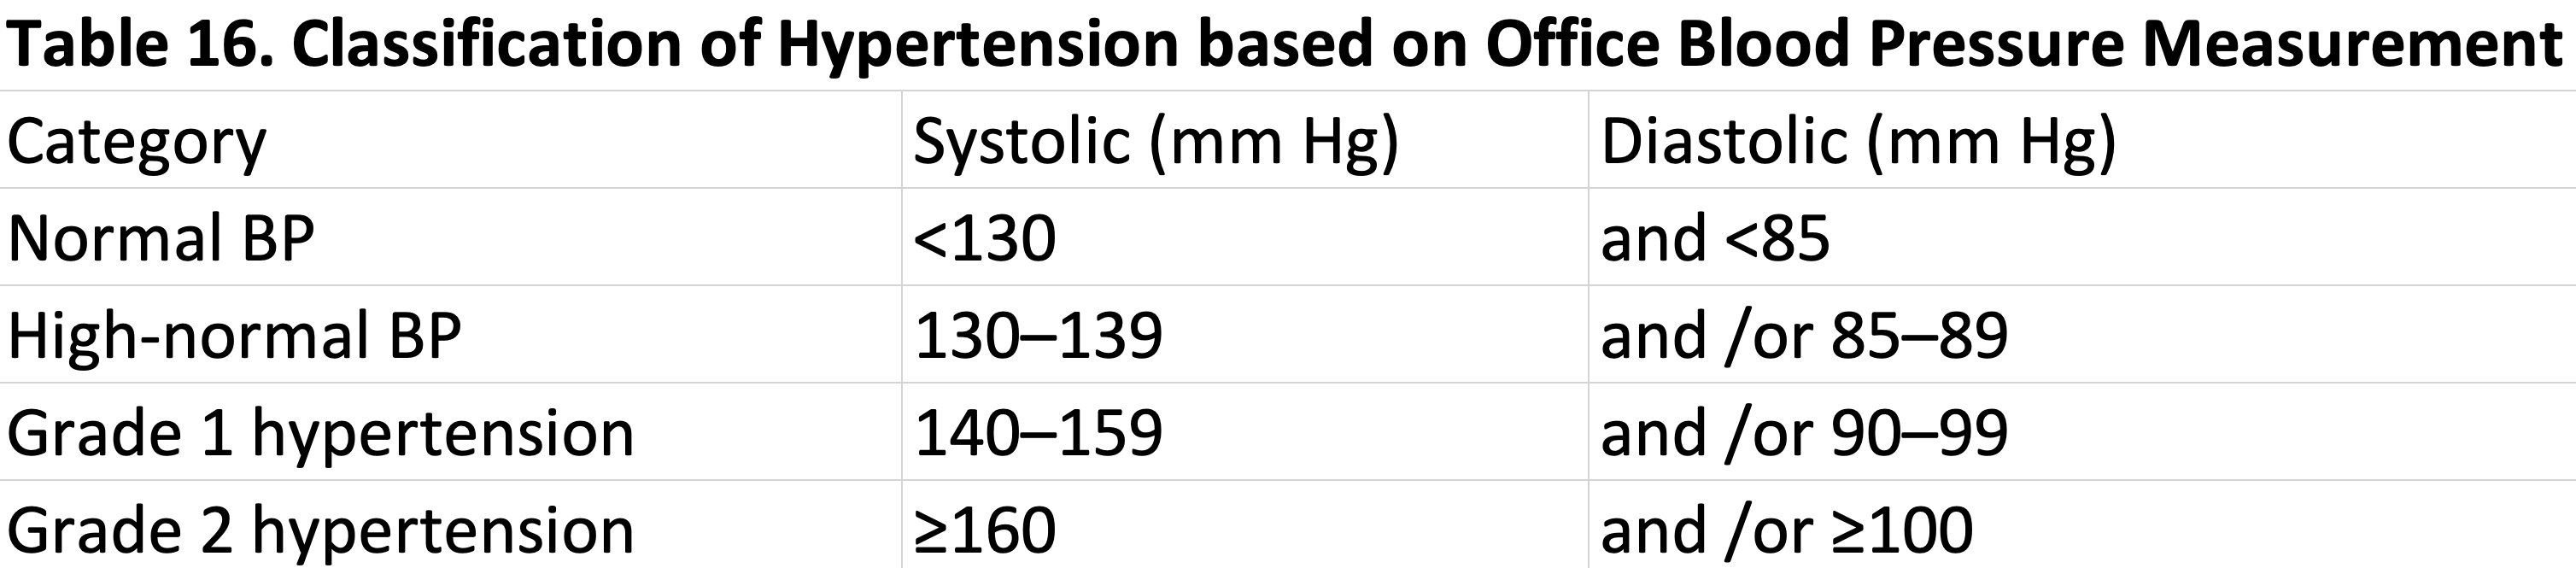 Table 16. Classification of Hypertension based on Office Blood Pressure Measurement
Category Systolic (mm Hg) Diastolic (mm Hg)
Normal BP <130 and <85
High-normal BP 130–139 and /or 85–89
Grade 1 hypertension 140–159 and /or 90–99
Grade 2 hypertension ≥160 and /or ≥100